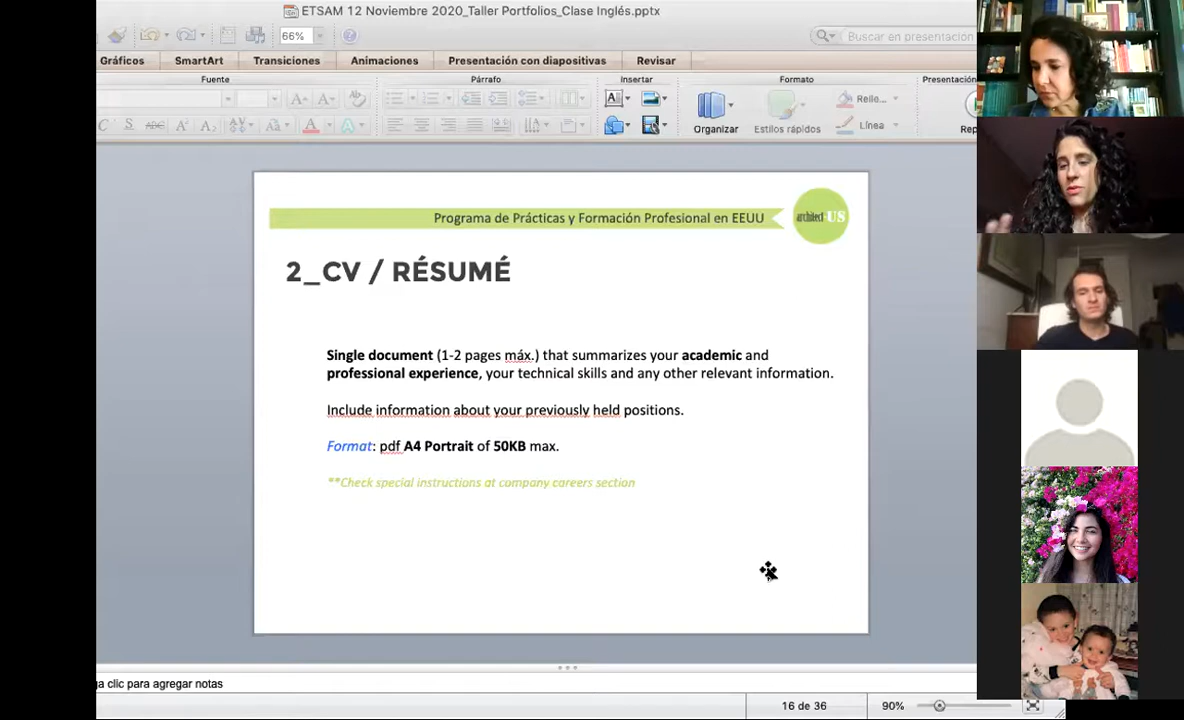 ETSAM 12 Noviembre 2020_Taller Portfolios_Clase Inglés.pptx
66%
Buscar en presentación
Gráficos
SmartArt
Transiciones
Animaciones
Presentación con diapositivas
Revisar
Fuente
Párrafo
Insertar
Formato
Presentación
Organizar
Estilos rápidos
Relle...
Línea
Rep
Programa de Prácticas y Formación Profesional en EEUU
architect-US
2_CV / RÉSUMÉ
Single document (1-2 pages máx.) that summarizes your academic and
professional experience, your technical skills and any other relevant information.
Include information about your previously held positions.
Format: pdf A4 Portrait of 50KB max.
**Check special instructions at company careers section
ga clic para agregar notas
16 de 36
90%